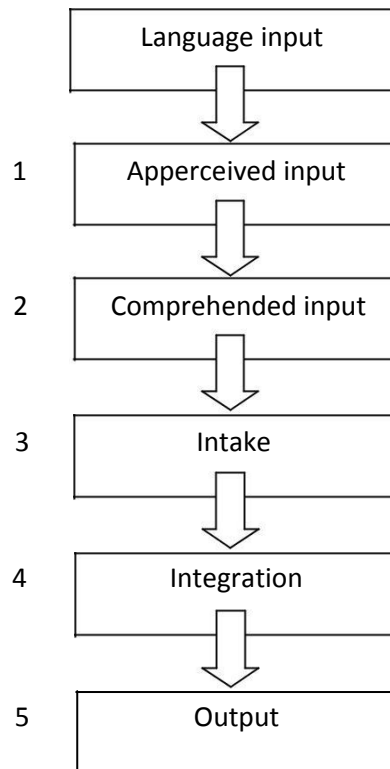 Language input
1 Apperceived input
2 Comprehended input
3 Intake
4 Integration
5 Output